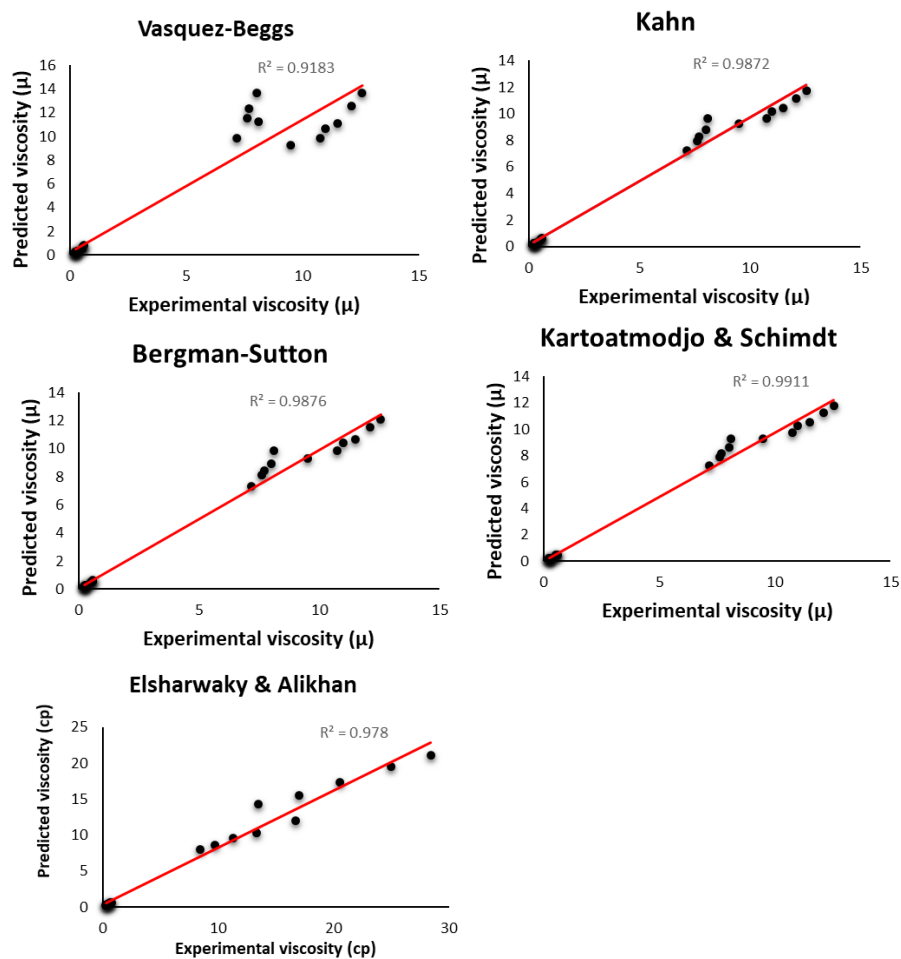 Vasquez-Beggs
R² = 0.9183
Predicted viscosity (μ)
16
14
12
10
8
6
4
2
0
0
5
10
15
Experimental viscosity (μ)
Kahn
R² = 0.9872
Predicted viscosity (μ)
14
12
10
8
6
4
2
0
0
5
10
15
Experimental viscosity (μ)
Bergman-Sutton
R² = 0.9876
Predicted viscosity (μ)
14
12
10
8
6
4
2
0
0
5
10
15
Experimental viscosity (μ)
Kartoatmodjo & Schimdt
R² = 0.9911
Predicted viscosity (μ)
14
12
10
8
6
4
2
0
0
5
10
15
Experimental viscosity (μ)
Elsharwaky & Alikhan
R² = 0.978
Predicted viscosity (cp)
25
20
15
10
5
0
0
10
20
30
Experimental viscosity (cp)